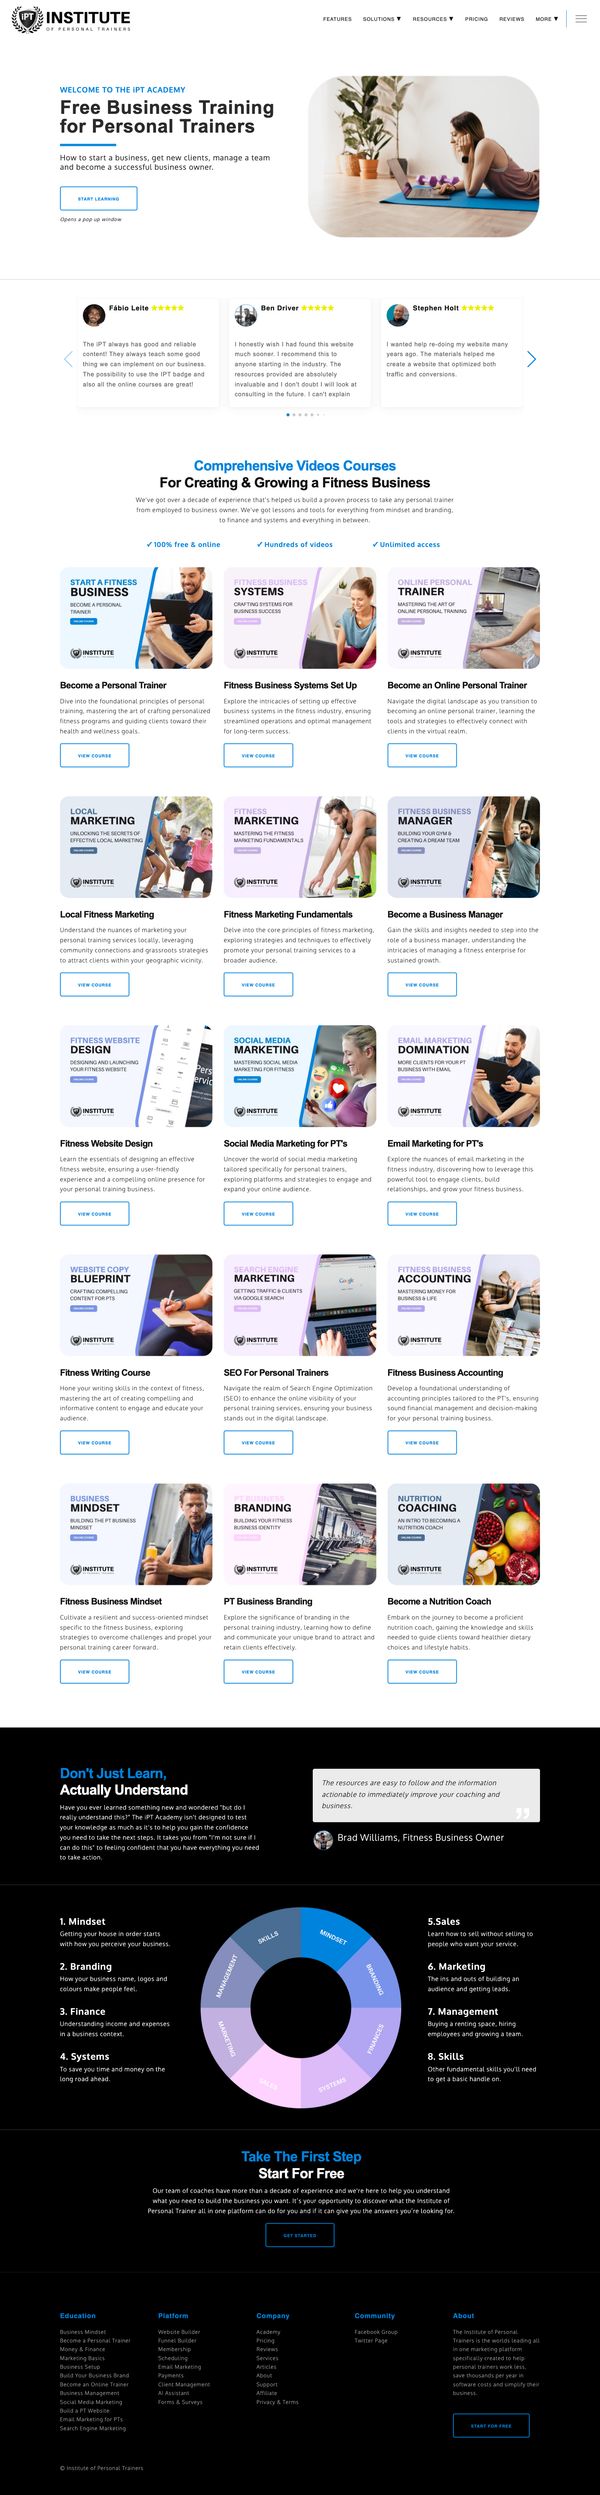 iPT INSTITUTE
OF PERSONAL TRAINERS
FEATURES
SOLUTIONS ▼
RESOURCES ▼
PRICING
REVIEWS
MORE ▼
WELCOME TO THE iPT ACADEMY
Free Business Training
for Personal Trainers
How to start a business, get new clients, manage a team
and become a successful business owner.
START LEARNING
Opens a pop up window
Fábio Leite
The iPT always has good and reliable
content! They always teach some good
thing we can implement on our business.
The possibility to use the IPT badge and
also all the online courses are great!
Ben Driver
I honestly wish I had found this website
much sooner. I recommend this to
anyone starting in the industry. The
resources provided are absolutely
invaluable and I don't doubt I will look at
consulting in the future. I can't explain
Stephen Holt
I wanted help re-doing my website many
years ago. The materials helped me
create a website that optimized both
traffic and conversions.
Comprehensive Videos Courses
For Creating & Growing a Fitness Business
We've got over a decade of experience that's helped us build a proven process to take any personal trainer
from employed to business owner. We've got lessons and tools for everything from mindset and branding,
to finance and systems and everything in between.
✓ 100% free & online
✓ Hundreds of videos
✓ Unlimited access
START A FITNESS
BUSINESS
BECOME A PERSONAL
TRAINER
ONLINE COURSE
INSTITUTE
FITNESS BUSINESS
SYSTEMS
CRAFTING SYSTEMS FOR
BUSINESS SUCCESS
ONLINE COURSE
INSTITUTE
ONLINE PERSONAL
TRAINER
MASTERING THE ART OF
ONLINE PERSONAL TRAINING
ONLINE COURSE
INSTITUTE
Become a Personal Trainer
Dive into the foundational principles of personal
training, mastering the art of crafting personalized
fitness programs and guiding clients toward their
health and wellness goals.
VIEW COURSE
Fitness Business Systems Set Up
Explore the intricacies of setting up effective
business systems in the fitness industry, ensuring
streamlined operations and optimal management
for long-term success.
VIEW COURSE
Become an Online Personal Trainer
Navigate the digital landscape as you transition to
becoming an online personal trainer, learning the
tools and strategies to effectively connect with
clients in the virtual realm.
VIEW COURSE
LOCAL
MARKETING
UNLOCKING THE SECRETS OF
EFFECTIVE LOCAL MARKETING
ONLINE COURSE
INSTITUTE
FITNESS
MARKETING
MASTERING THE FITNESS
MARKETING FUNDAMENTALS
ONLINE COURSE
INSTITUTE
FITNESS BUSINESS
MANAGER
BUILDING YOUR GYM &
CREATING A DREAM TEAM
ONLINE COURSE
INSTITUTE
Local Fitness Marketing
Understand the nuances of marketing your
personal training services locally, leveraging
community connections and grassroots strategies
to attract clients within your geographic vicinity.
VIEW COURSE
Fitness Marketing Fundamentals
Delve into the core principles of fitness marketing,
exploring strategies and techniques to effectively
promote your personal training services to a
broader audience.
VIEW COURSE
Become a Business Manager
Gain the skills and insights needed to step into the
role of a business manager, understanding the
intricacies of managing a fitness enterprise for
sustained growth.
VIEW COURSE
FITNESS WEBSITE
DESIGN
DESIGNING AND LAUNCHING
YOUR FITNESS WEBSITE
ONLINE COURSE
INSTITUTE
SOCIAL MEDIA
MARKETING
MASTERING SOCIAL MEDIA
MARKETING FOR FITNESS
ONLINE COURSE
INSTITUTE
EMAIL MARKETING
DOMINATION
MORE CLIENTS FOR YOUR PT
BUSINESS WITH EMAIL
ONLINE COURSE
INSTITUTE
Fitness Website Design
Learn the essentials of designing an effective
fitness website, ensuring a user-friendly
experience and a compelling online presence for
your personal training business.
VIEW COURSE
Social Media Marketing for PT's
Uncover the world of social media marketing
tailored specifically for personal trainers,
exploring platforms and strategies to engage and
expand your online audience.
VIEW COURSE
Email Marketing for PT's
Explore the nuances of email marketing in the
fitness industry, discovering how to leverage this
powerful tool to engage clients, build
relationships, and grow your fitness business.
VIEW COURSE
WEBSITE COPY
BLUEPRINT
CRAFTING COMPELLING
CONTENT FOR PTS
ONLINE COURSE
INSTITUTE
SEARCH ENGINE
MARKETING
GETTING TRAFFIC & CLIENTS
VIA GOOGLE SEARCH
ONLINE COURSE
INSTITUTE
Google
FITNESS BUSINESS
ACCOUNTING
MASTERING MONEY FOR
BUSINESS & LIFE
ONLINE COURSE
INSTITUTE
Fitness Writing Course
Hone your writing skills in the context of fitness,
mastering the art of creating compelling and
informative content to engage and educate your
audience.
VIEW COURSE
SEO For Personal Trainers
Navigate the realm of Search Engine Optimization
(SEO) to enhance the online visibility of your
personal training services, ensuring your business
stands out in the digital landscape.
VIEW COURSE
Fitness Business Accounting
Develop a foundational understanding of
accounting principles tailored to the PT's, ensuring
sound financial management and decision-making
for your personal training business.
VIEW COURSE
BUSINESS
MINDSET
BUILDING THE PT BUSINESS
MINDSET
ONLINE COURSE
INSTITUTE
PT BUSINESS
BRANDING
BUILDING YOUR FITNESS
BUSINESS IDENTITY
INSTITUTE
NUTRITION
COACHING
AN INTRO TO BECOMING A
NUTRITION COACH
ONLINE COURSE
INSTITUTE
Fitness Business Mindset
Cultivate a resilient and success-oriented mindset
specific to the fitness business, exploring
strategies to overcome challenges and propel your
personal training career forward.
VIEW COURSE
PT Business Branding
Explore the significance of branding in the
personal training industry, learning how to define
and communicate your unique brand to attract and
retain clients effectively.
VIEW COURSE
Become a Nutrition Coach
Embark on the journey to become a proficient
nutrition coach, gaining the knowledge and skills
needed to guide clients toward healthier dietary
choices and lifestyle habits.
VIEW COURSE
Don't Just Learn,
Actually Understand
Have you ever learned something new and wondered "but do I
really understand this?" The iPT Academy isn't designed to test
your knowledge as much as it's to help you gain the confidence
you need to take the next steps. It takes you from "I'm not sure if I
can do this" to feeling confident that you have everything you need
to take action.
The resources are easy to follow and the information
actionable to immediately improve your coaching and
business.
Brad Williams, Fitness Business Owner
1. Mindset
Getting your house in order starts
with how you perceive your business.
2. Branding
How your business name, logos and
colours make people feel.
3. Finance
Understanding income and expenses
in a business context.
4. Systems
To save you time and money on the
long road ahead.
MINDSET
BRANDING
FINANCES
SYSTEMS
SALES
MARKETING
MANAGEMENT
SKILLS
5.Sales
Learn how to sell without selling to
people who want your service.
6. Marketing
The ins and outs of building an
audience and getting leads.
7. Management
Buying a renting space, hiring
employees and growing a team.
8. Skills
Other fundamental skills you'll need
to get a basic handle on.
Take The First Step
Start For Free
Our team of coaches have more than a decade of experience and we're here to help you understand
what you need to build the business you want. It's your opportunity to discover what the Institute of
Personal Trainer all in one platform can do for you and if it can give you the answers you're looking for.
GET STARTED
Education
Business Mindset
Become a Personal Trainer
Money & Finance
Marketing Basics
Business Setup
Build Your Business Brand
Become an Online Trainer
Business Management
Social Media Marketing
Build a PT Website
Email Marketing for PTs
Search Engine Marketing
Platform
Website Builder
Funnel Builder
Membership
Scheduling
Email Marketing
Payments
Client Management
AI Assistant
Forms & Surveys
Company
Academy
Pricing
Reviews
Services
Articles
About
Support
Affiliate
Privacy & Terms
Community
Facebook Group
Twitter Page
About
The Institute of Personal
Trainers is the worlds leading all
in one marketing platform
specifically created to help
personal trainers work less,
save thousands per year in
software costs and simplify their
business.
START FOR FREE
© Institute of Personal Trainers